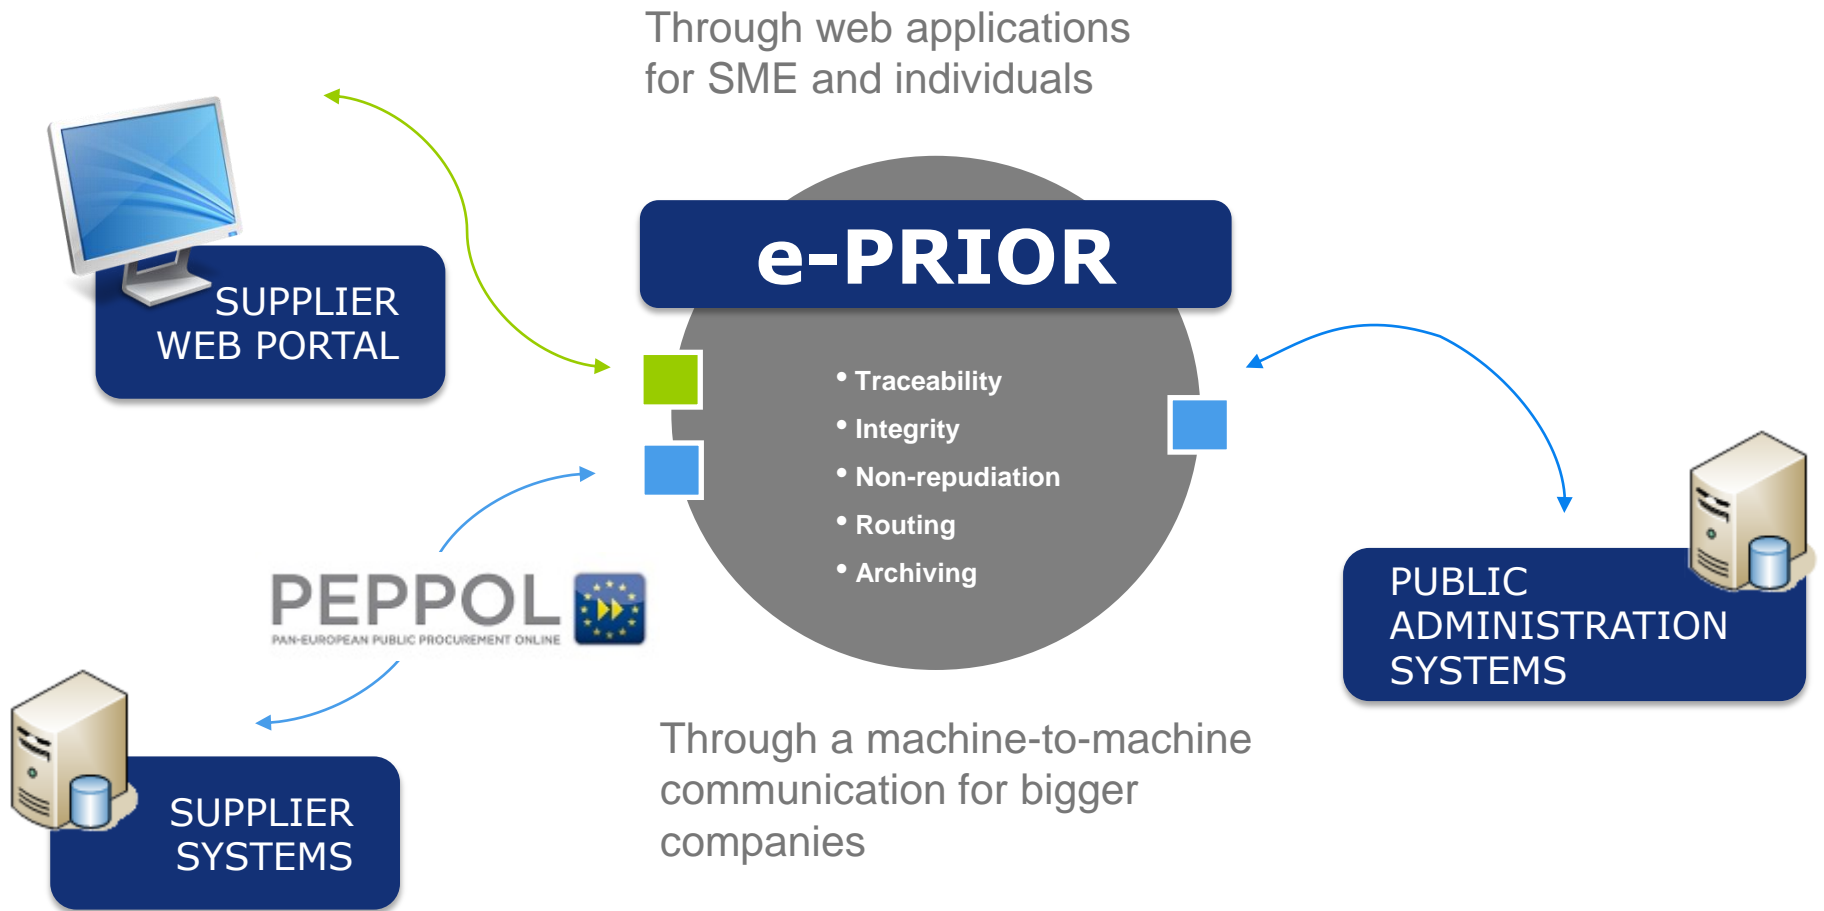 Through web applications
for SME and individuals
e-PRIOR
SUPPLIER
WEB PORTAL
• Traceability
• Integrity
• Non-repudiation
• Routing
• Archiving
PEPPOL
PAN-EUROPEAN PUBLIC PROCUREMENT ONLINE
PUBLIC
ADMINISTRATION
SYSTEMS
Through a machine-to-machine
communication for bigger
companies
SUPPLIER
SYSTEMS